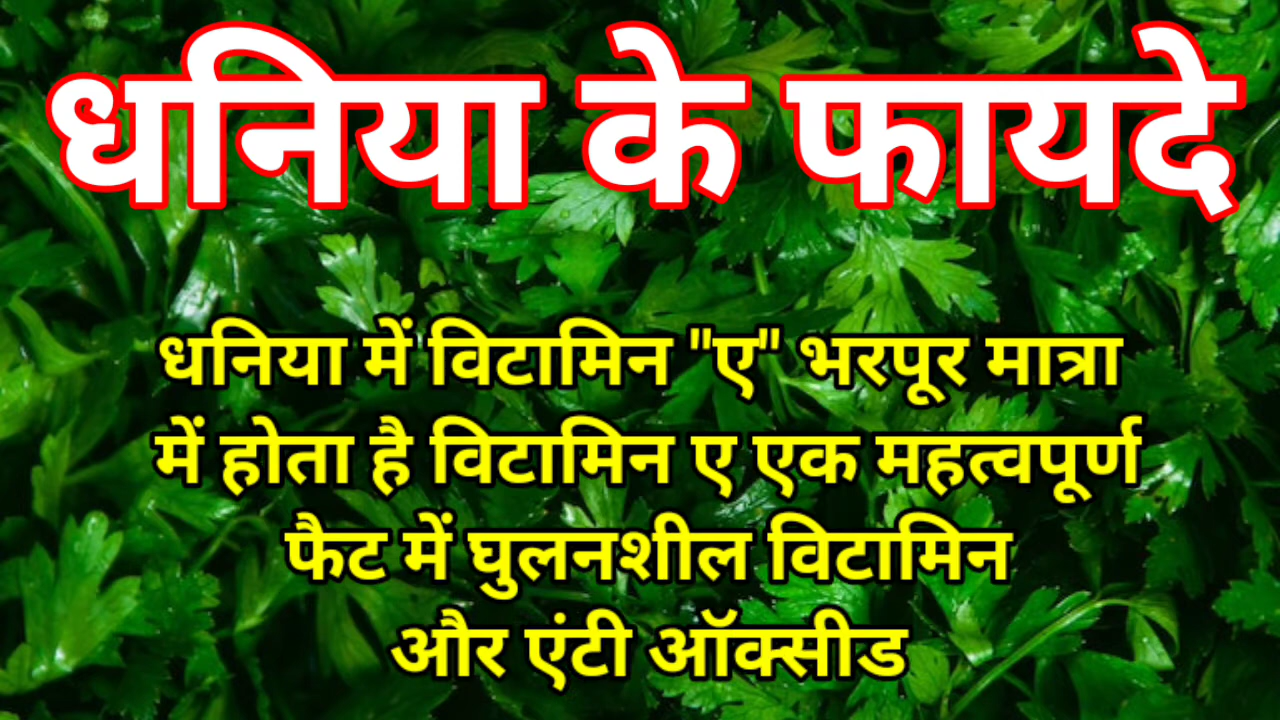 धनिया के फायदे
धनिया में विटामिन "ए" भरपूर मात्रा
में होता है विटामिन ए एक महत्वपूर्ण
फैट में घुलनशील विटामिन
और एंटी ऑक्सीड